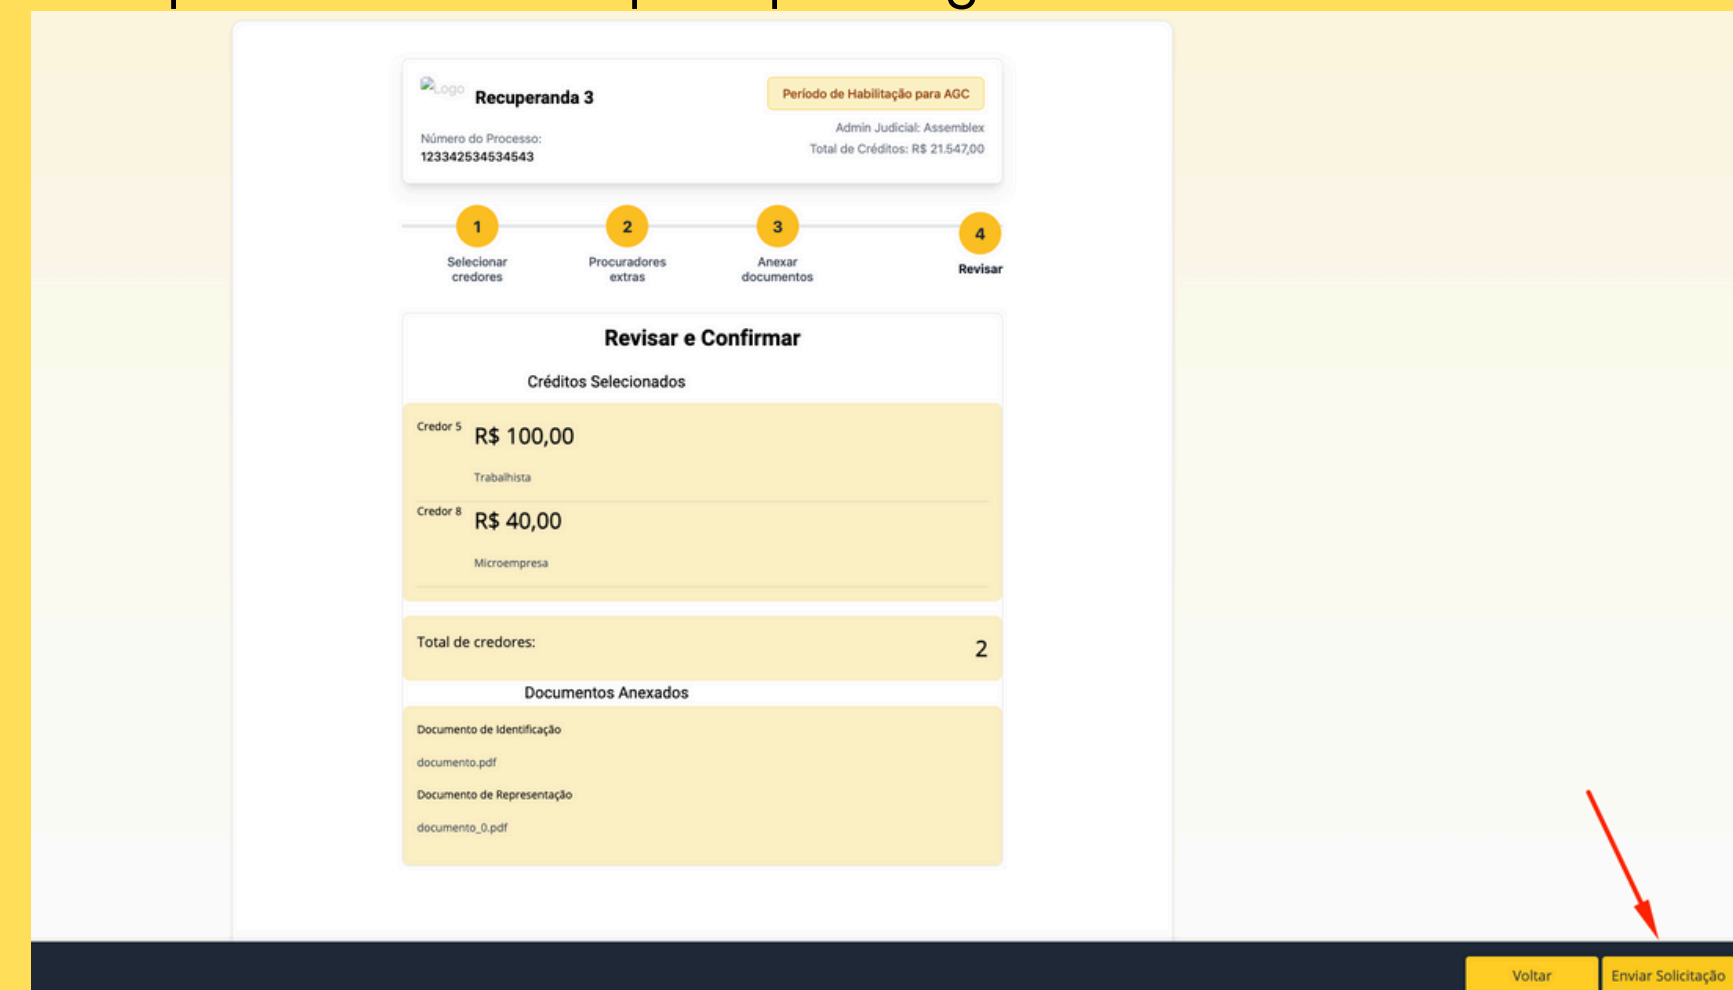 Logo
Recuperanda 3
Período de Habilitação para AGC
Número do Processo:
123342534534543
Admin Judicial: Assemblex
Total de Créditos: R$ 21.547,00
1
2
3
4
Selecionar
credores
Procuradores
extras
Anexar
documentos
Revisar
Revisar e Confirmar
Créditos Selecionados
Credor 5
R$ 100,00
Trabalhista
Credor 8
R$ 40,00
Microempresa
Total de credores:
2
Documentos Anexados
Documento de Identificação
documento.pdf
Documento de Representação
documento_0.pdf
Voltar
Enviar Solicitação